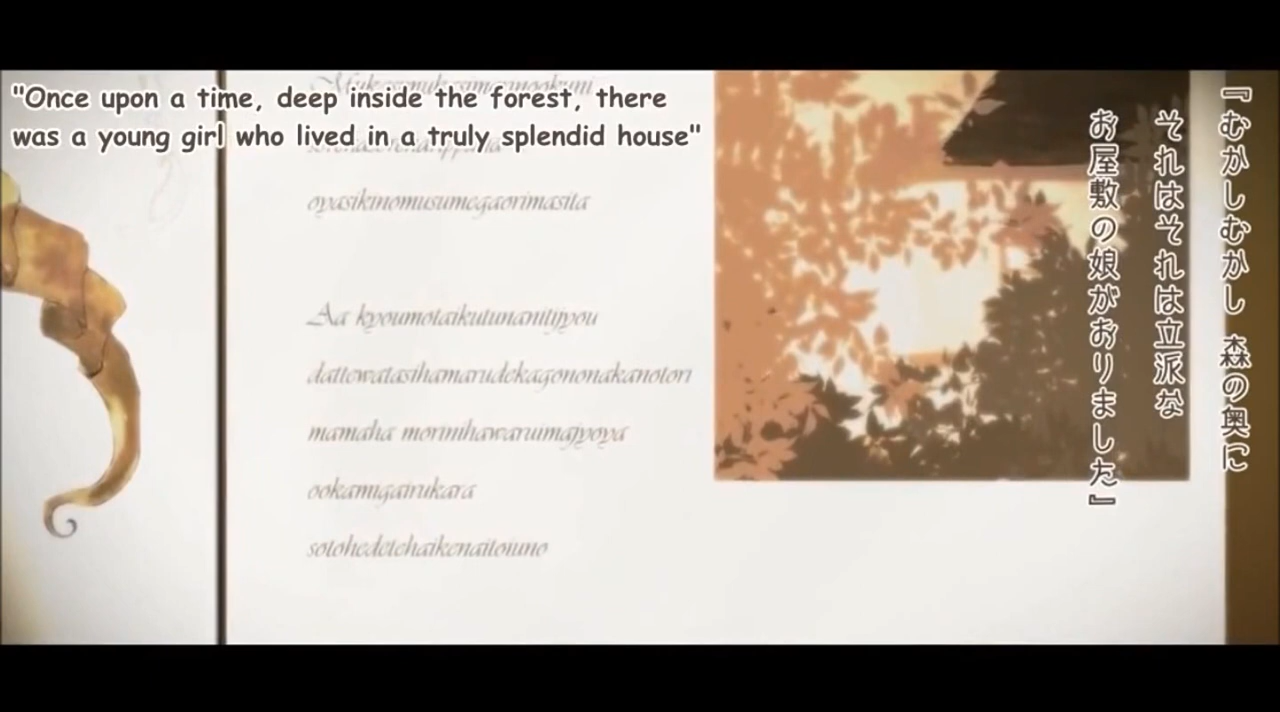 "Once upon a time, deep inside the forest, there
was a young girl who lived in a truly splendid house"
oyasikinomusumegaorimasita
Aa kyoumotaikutunanitijyou
dattewatasihamarudekagononakanotori
mamaha morinihawaruimajyoya
ookamigairukara
sotohedetehaikenaitoiuno
『むかしむかし 森の奥に
それはそれは立派な
お屋敷の娘がおりました』